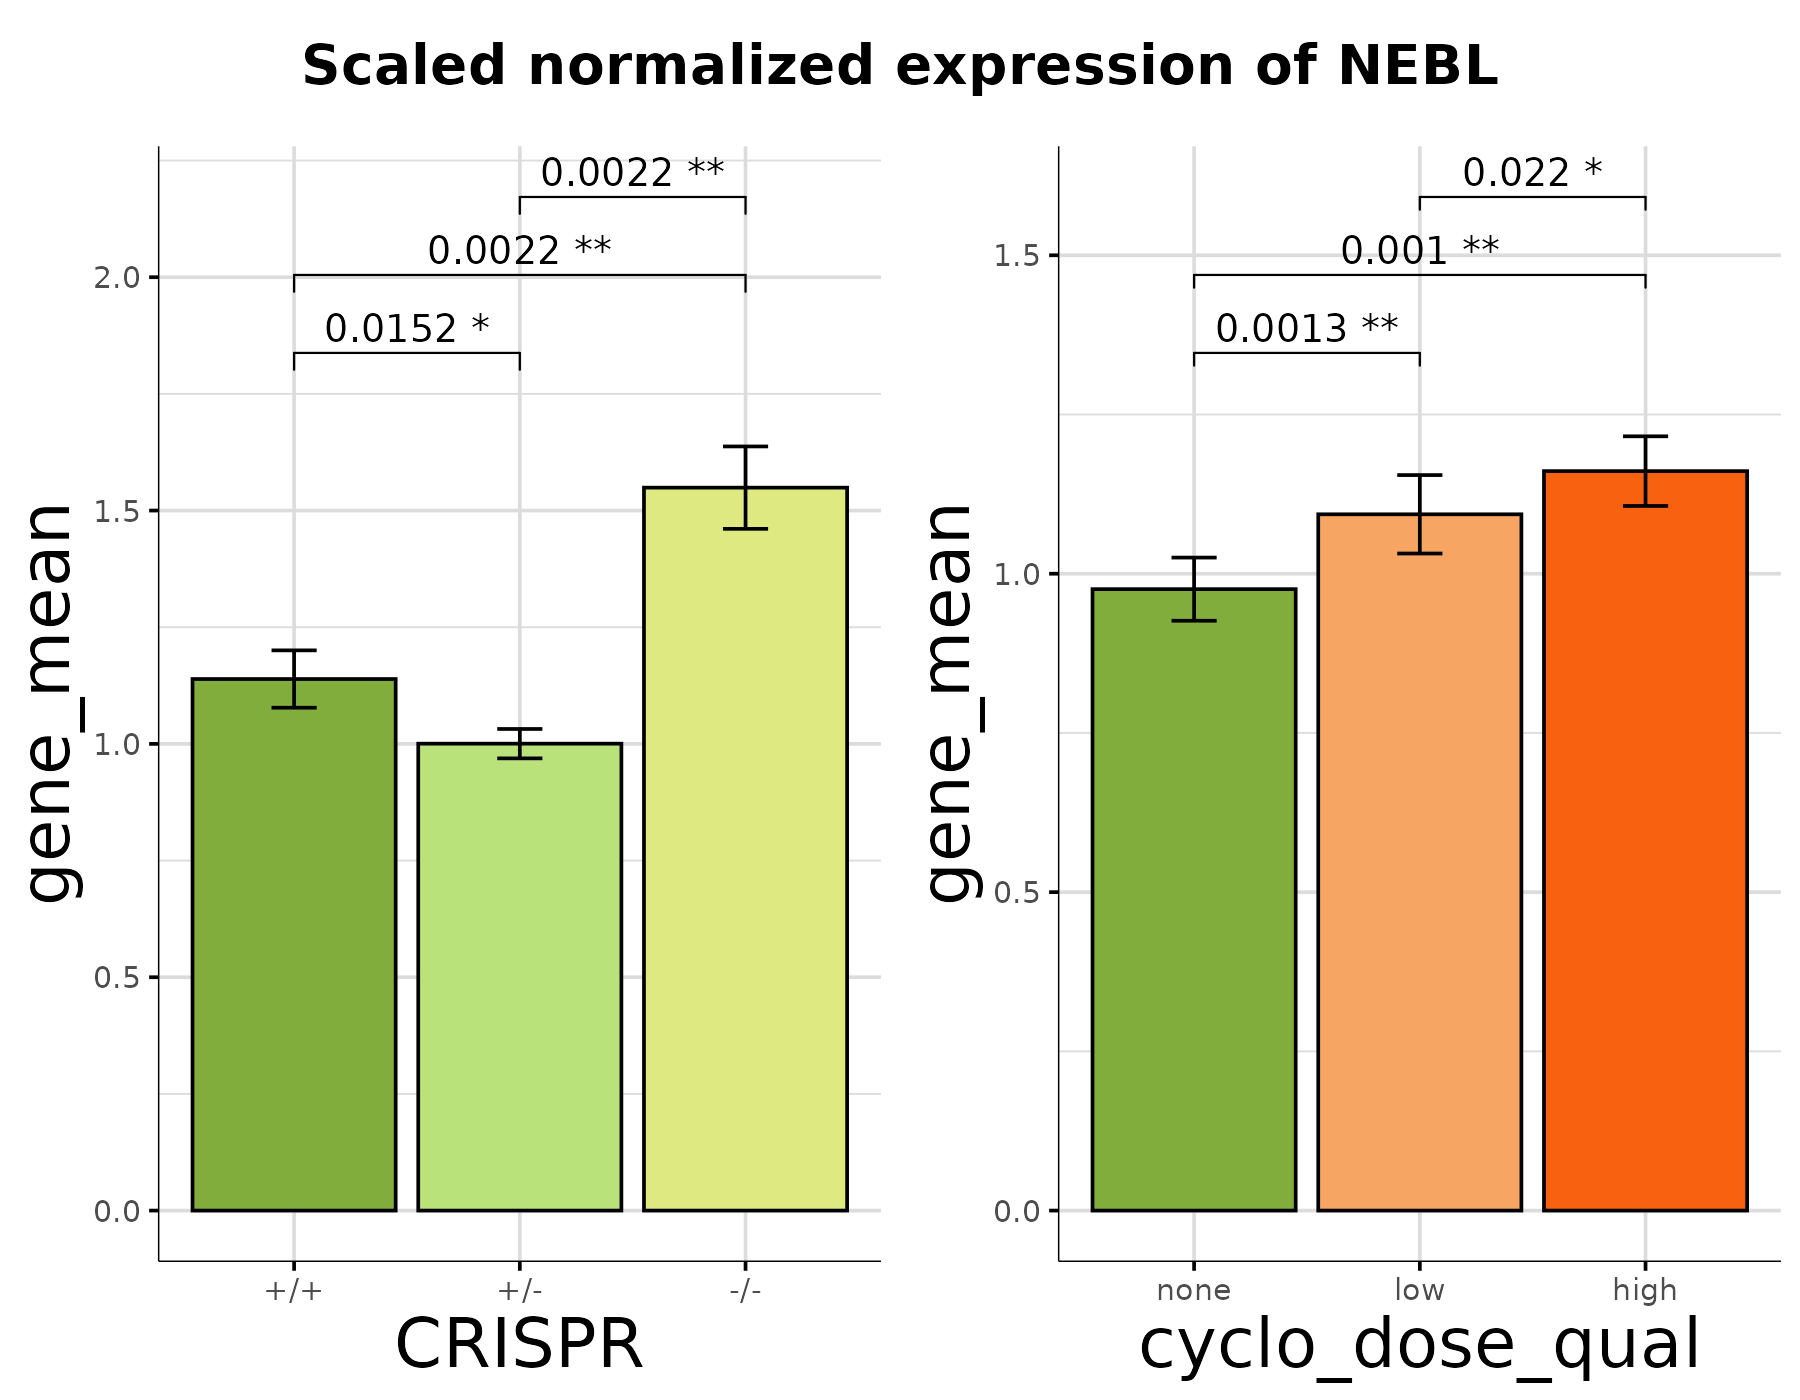 Scaled normalized expression of NEBL
gene_mean
2.0
1.5
1.0
0.5
0.0
0.0022 **
0.0022 **
0.0152 *
+/+
+/-
-/-
CRISPR
gene_mean
1.5
1.0
0.5
0.0
0.022 *
0.001 **
0.0013 **
none
low
high
cyclo_dose_qual